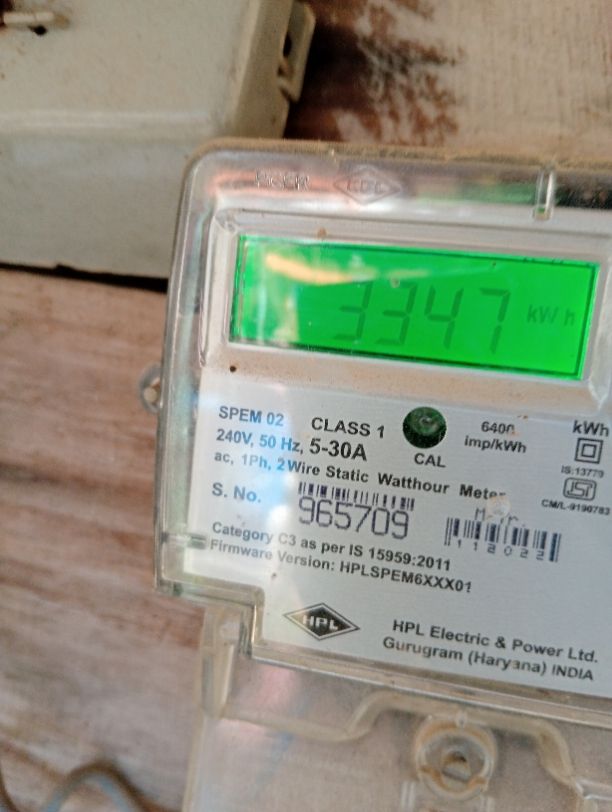 HPL
3347 kWh
SPEM 02 CLASS 1 6400 imp/kWh kWh
240V, 50 Hz, 5-30A CAL
ac, 1Ph, 2Wire Static Watthour Meter
IS:13779
CM/L-9190783
S. No. 965709
112022
Category C3 as per IS 15959:2011
Firmware Version: HPLSPEM6XXX01
HPL
HPL Electric & Power Ltd.
Gurugram (Haryana) INDIA